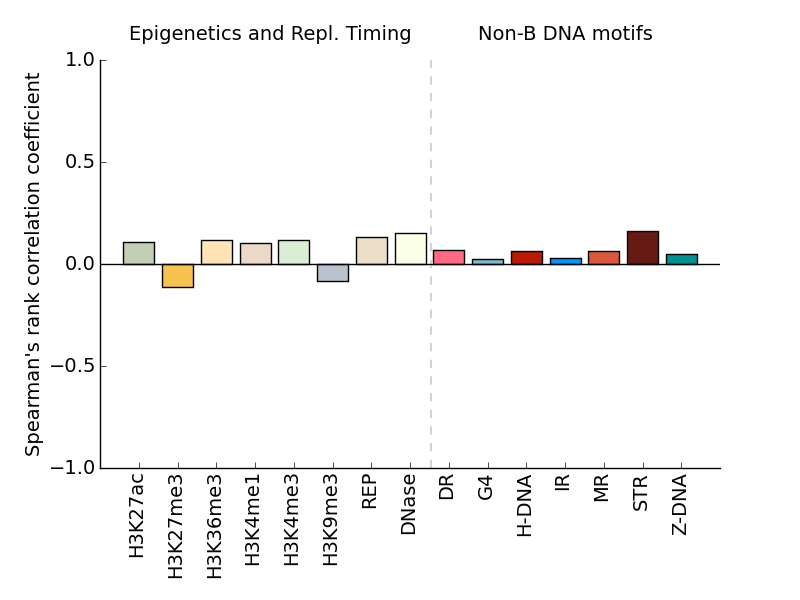 Epigenetics and Repl. Timing
Non-B DNA motifs
Spearman's rank correlation coefficient
1.0
0.5
0.0
−0.5
−1.0
H3K27ac
H3K27me3
H3K36me3
H3K4me1
H3K4me3
H3K9me3
REP
DNase
DR
G4
H-DNA
IR
MR
STR
Z-DNA